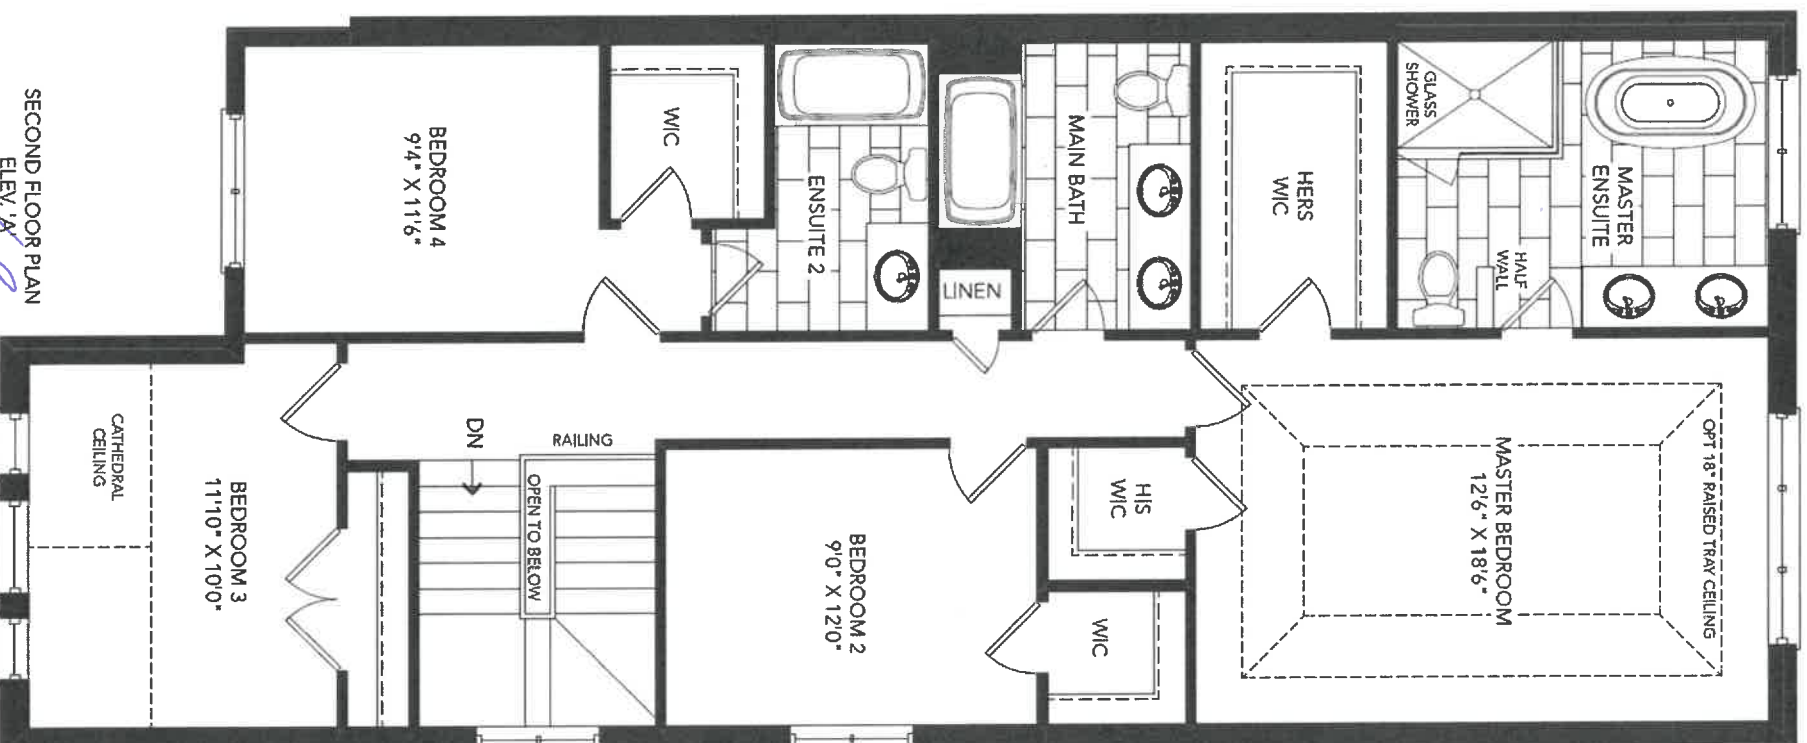 GLASS
SHOWER
MASTER
ENSUITE
HALF
WALL
HERS
WIC
MAIN BATH
LINEN
ENSUITE 2
WIC
BEDROOM 4
9'4" X 11'6"
OPT 18" RAISED TRAY CEILING
MASTER BEDROOM
12'6" X 18'6"
HIS
WIC
WIC
BEDROOM 2
9'0" X 12'0"
RAILING
OPEN TO BELOW
DN
BEDROOM 3
11'10" X 10'0"
CATHEDRAL
CEILING
SECOND FLOOR PLAN
ELEV. 'A'